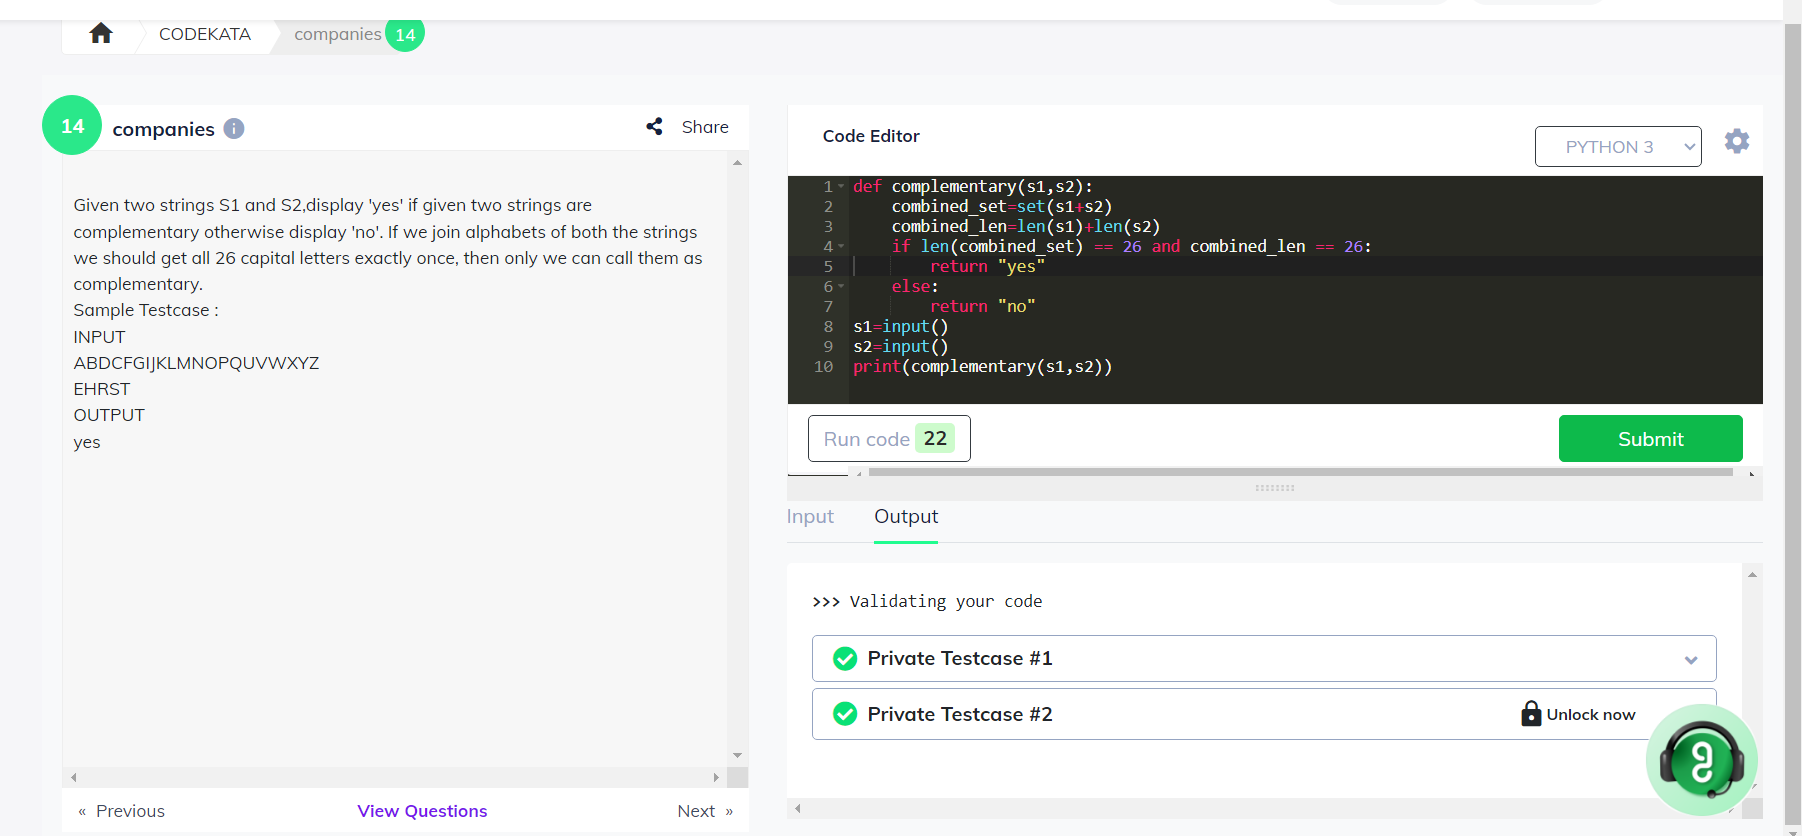 CODEKATA
companies 14
14
companies
Share
Given two strings S1 and S2,display 'yes' if given two strings are
complementary otherwise display 'no'. If we join alphabets of both the strings
we should get all 26 capital letters exactly once, then only we can call them as
complementary.
Sample Testcase :
INPUT
ABDCFGIJKLMNOPQUVWXYZ
EHRST
OUTPUT
yes
« Previous
View Questions
Next »
Code Editor
PYTHON 3
1 def complementary(s1,s2):
2     combined_set=set(s1+s2)
3     combined_len=len(s1)+len(s2)
4     if len(combined_set) == 26 and combined_len == 26:
5         return "yes"
6     else:
7         return "no"
8 s1=input()
9 s2=input()
10 print(complementary(s1,s2))
Run code 22
Submit
Input
Output
>>> Validating your code
Private Testcase #1
Private Testcase #2
Unlock now